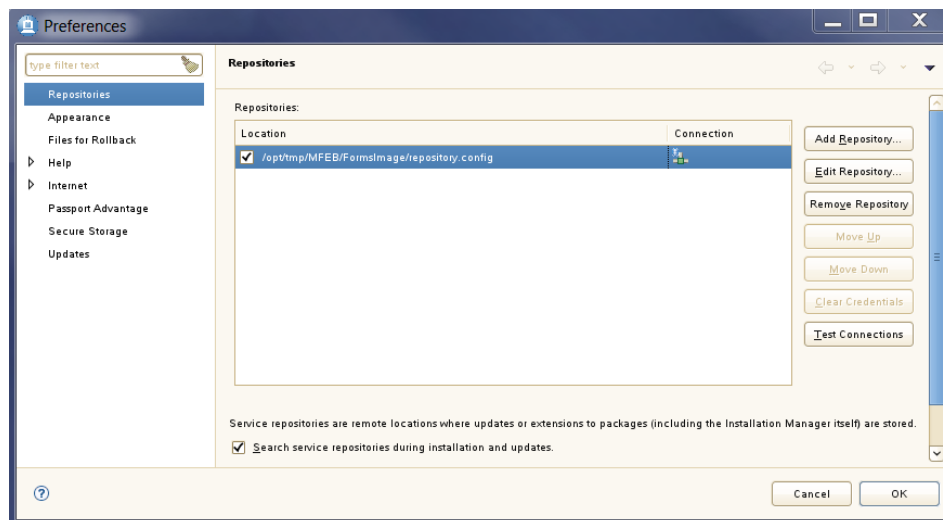 Preferences
type filter text
Repositories
Appearance
Files for Rollback
Help
Internet
Passport Advantage
Secure Storage
Updates
Repositories
Repositories:
Location Connection
/opt/tmp/MFEB/FormsImage/repository.config
Add Repository...
Edit Repository...
Remove Repository
Move Up
Move Down
Clear Credentials
Test Connections
Service repositories are remote locations where updates or extensions to packages (including the Installation Manager itself) are stored.
Search service repositories during installation and updates.
Cancel OK